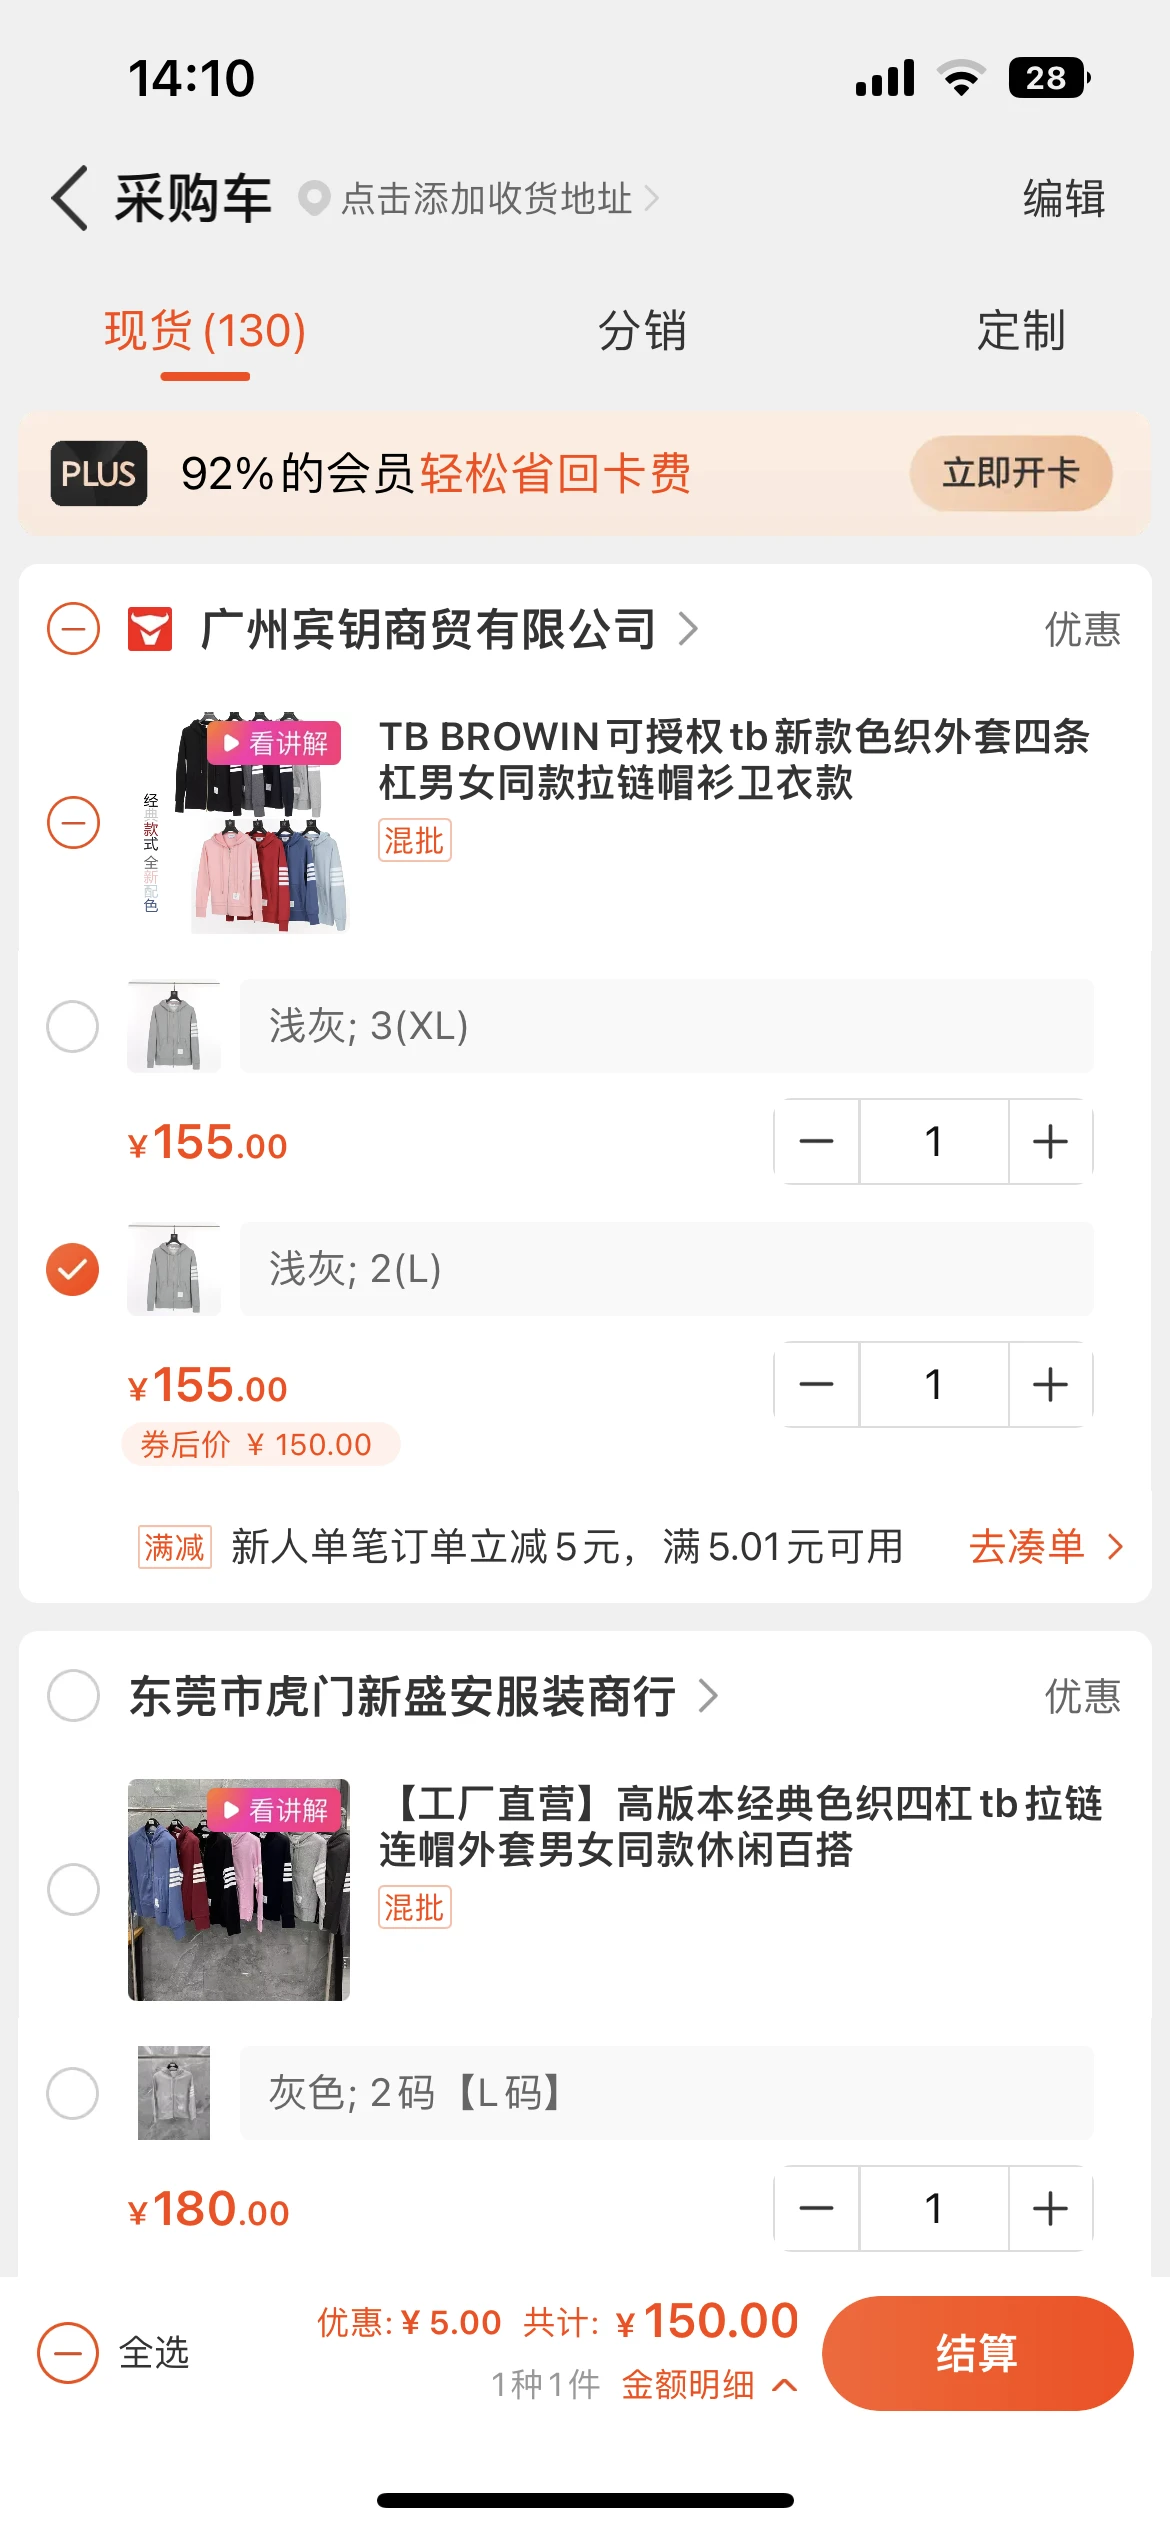 14:10
28
采购车
点击添加收货地址
编辑
现货(130)
分销
定制
PLUS
92%的会员轻松省回卡费
立即开卡
广州宾钥商贸有限公司
优惠
看讲解
经典款式 全新配色
TB BROWIN可授权tb新款色织外套四条
杠男女同款拉链帽衫卫衣款
混批
浅灰; 3(XL)
¥155.00
1
浅灰; 2(L)
¥155.00
1
券后价 ¥ 150.00
满减
新人单笔订单立减5元，满5.01元可用
去凑单
东莞市虎门新盛安服装商行
优惠
看讲解
【工厂直营】高版本经典色织四杠tb拉链
连帽外套男女同款休闲百搭
混批
灰色; 2码【L码】
¥180.00
1
全选
优惠: ¥ 5.00 共计: ¥150.00
1种1件 金额明细
结算